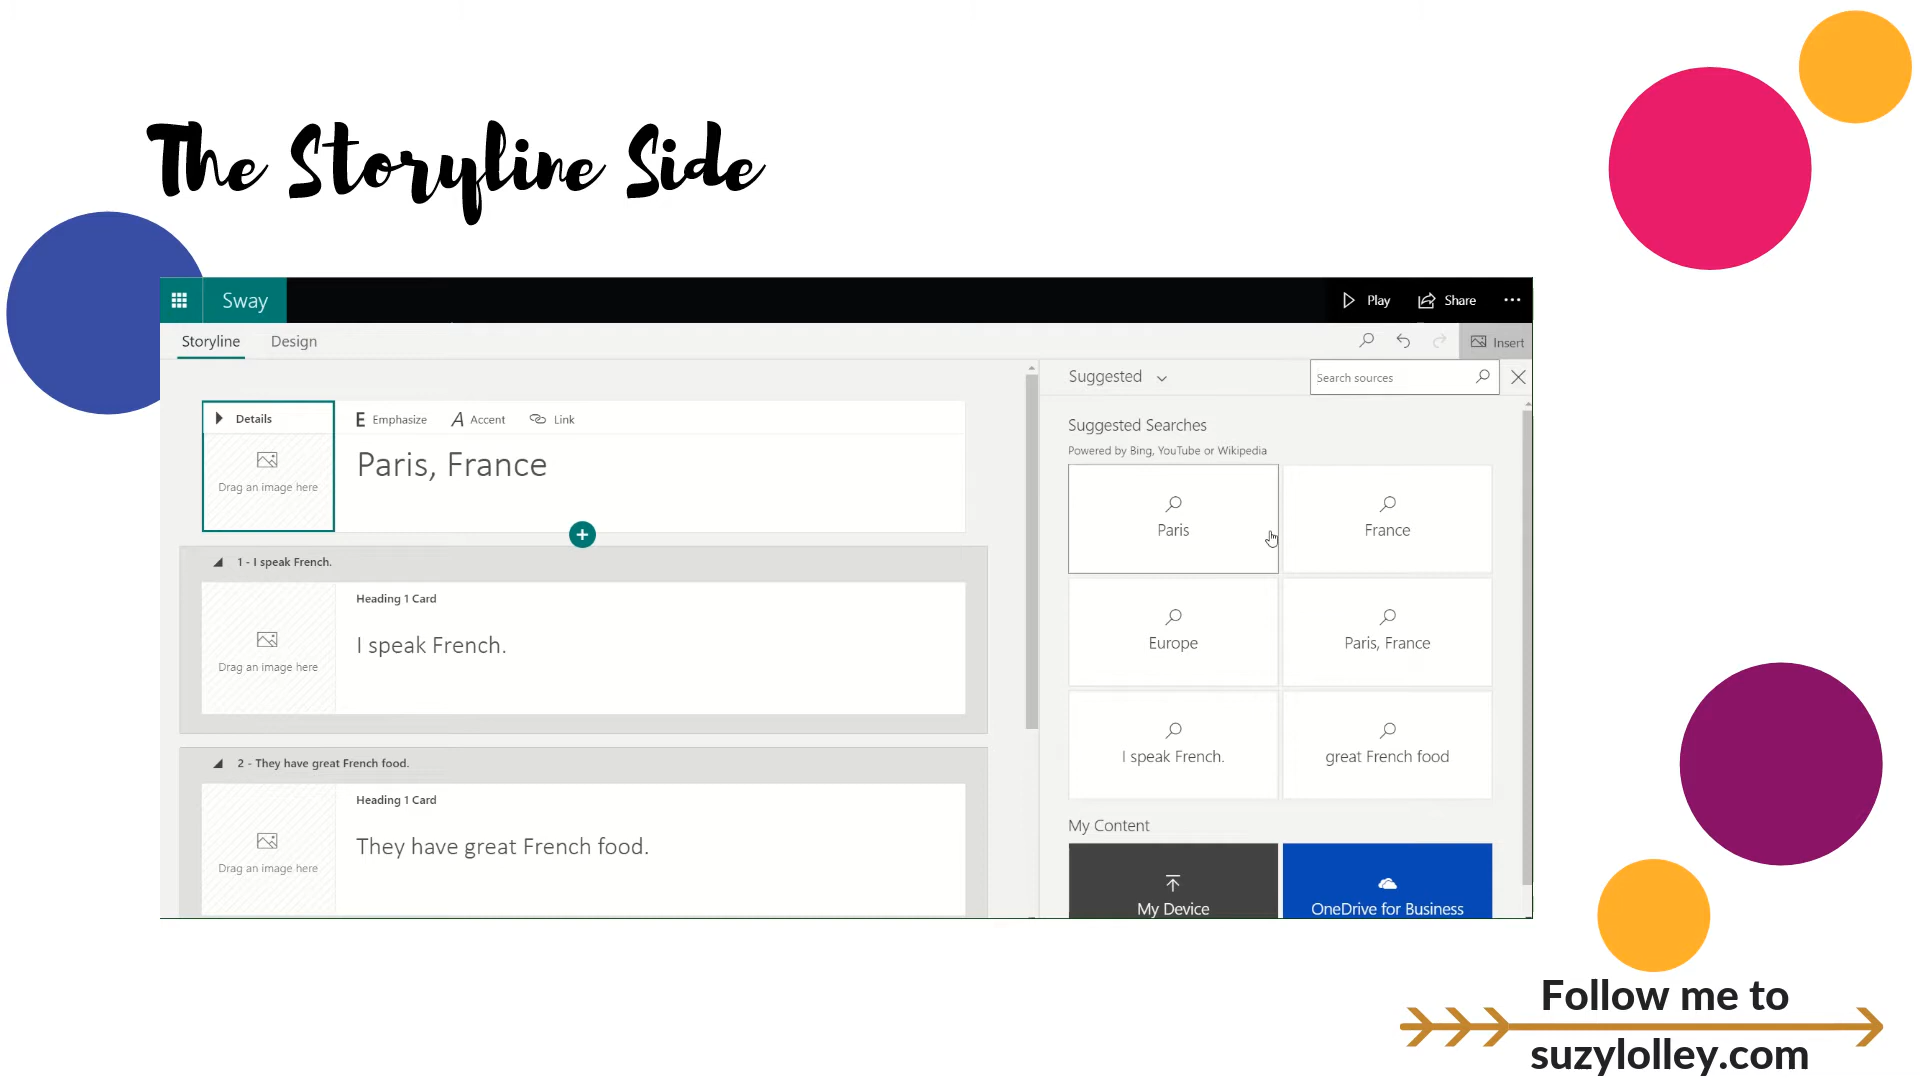 The Storyline Side
Sway
Play
Share
Storyline
Design
Insert
Suggested
Search sources
Details
Emphasize
Accent
Link
Drag an image here
Paris, France
Suggested Searches
Powered by Bing, YouTube or Wikipedia
Paris
France
1 - I speak French.
Heading 1 Card
I speak French.
Drag an image here
Europe
Paris, France
2 - They have great French food.
Heading 1 Card
They have great French food.
Drag an image here
I speak French.
great French food
My Content
My Device
OneDrive for Business
Follow me to
suzylolley.com